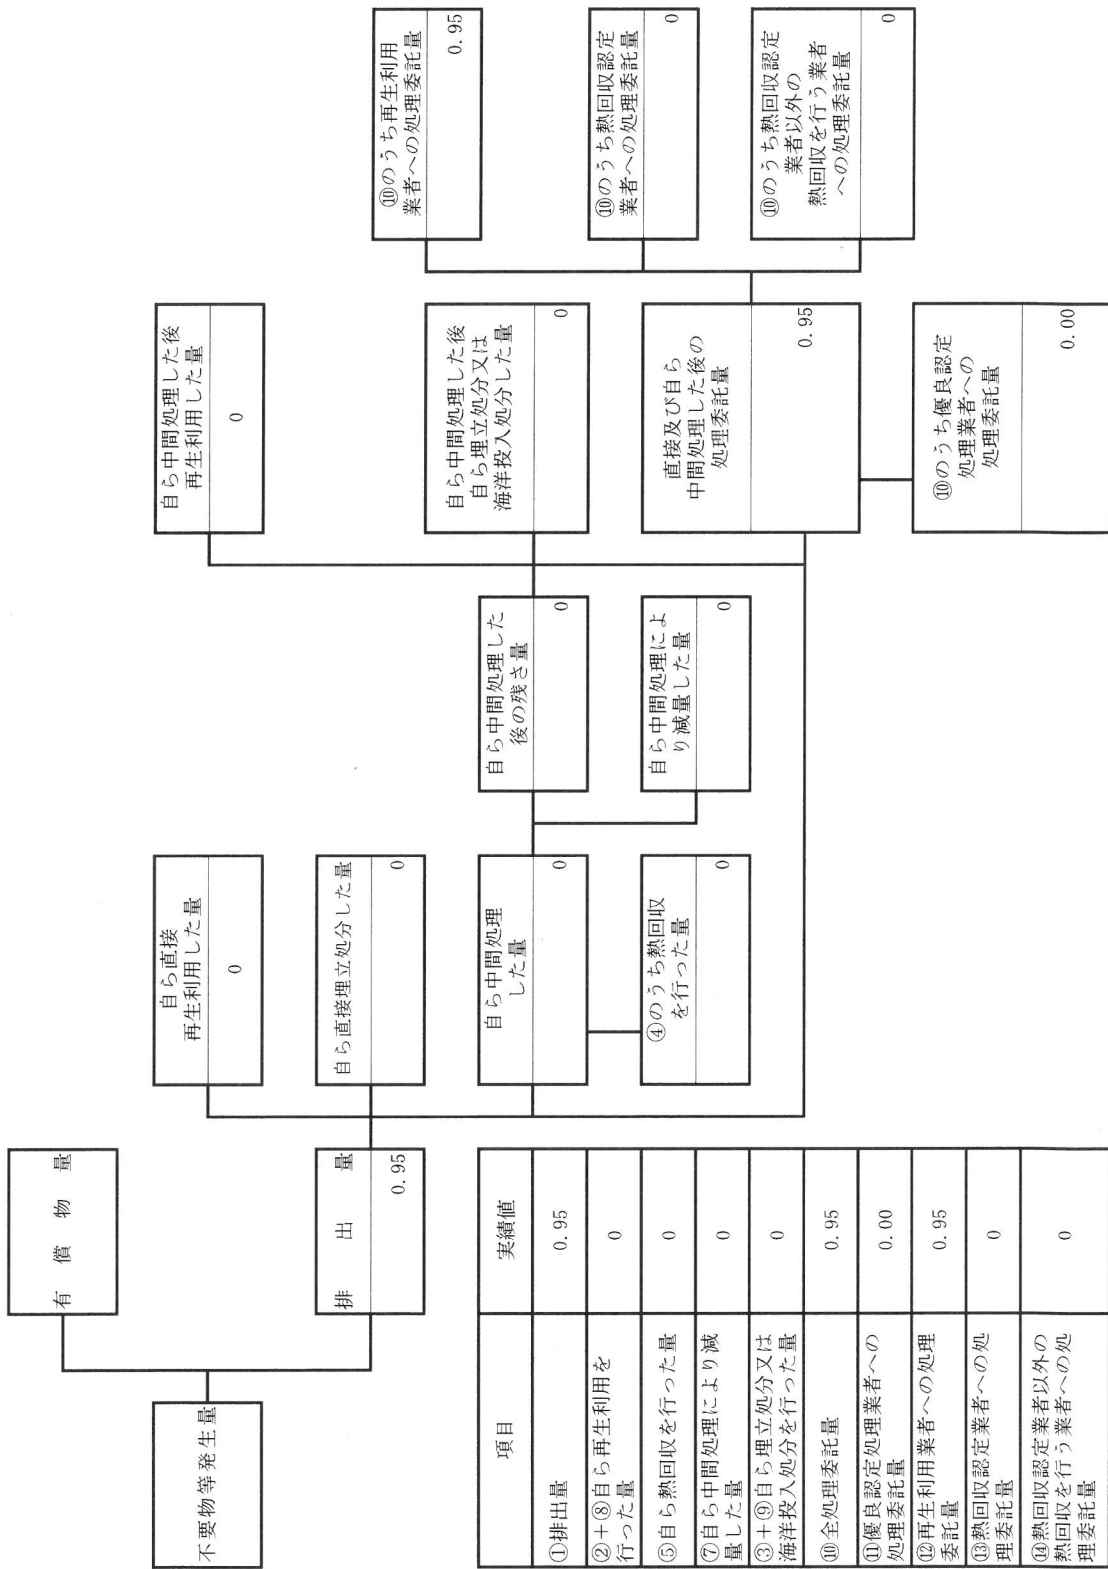 有償物量
不要物等発生量
排出量
0.95
自ら直接
再生利用した量
0
自ら直接埋立処分した量
0
自ら中間処理
した量
0
④のうち熱回収
を行った量
0
自ら中間処理した
後の残さ量
0
自ら中間処理によ
り減量した量
0
自ら中間処理した後
再生利用した量
0
自ら中間処理した後
自ら埋立処分又は
海洋投入処分した量
0
直接及び自ら
中間処理した後の
処理委託量
0.95
⑩のうち優良認定
処理業者への
処理委託量
0.00
⑩のうち再生利用
業者への処理委託量
0.95
⑩のうち熱回収認定
業者への処理委託量
0
⑩のうち熱回収認定
業者以外の
熱回収を行う業者
への処理委託量
0
項目 実績値
①排出量 0.95
②+⑧自ら再生利用を
行った量 0
⑤自ら熱回収を行った量 0
⑦自ら中間処理により減
量した量 0
③+⑨自ら埋立処分又は
海洋投入処分を行った量 0
⑩全処理委託量 0.95
⑪優良認定処理業者への
処理委託量 0.00
⑫再生利用業者への処理
委託量 0.95
⑬熱回収認定業者への処
理委託量 0
⑭熱回収認定業者以外の
熱回収を行う業者への処
理委託量 0